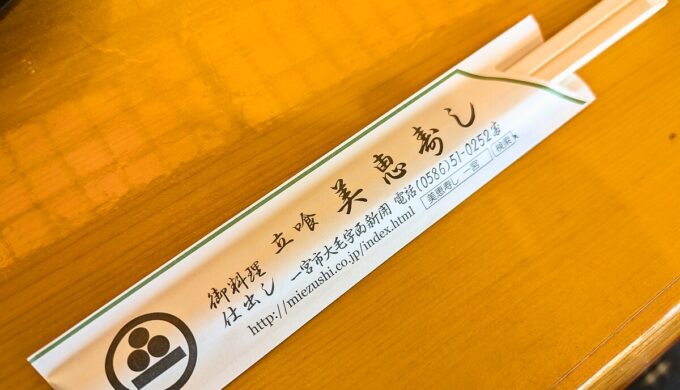 御料理
仕出し
立喰 美恵寿し
一宮市大毛字西新開 電話(0586)51-0252番
http://miezushi.co.jp/index.html
美恵寿し 一宮 検索